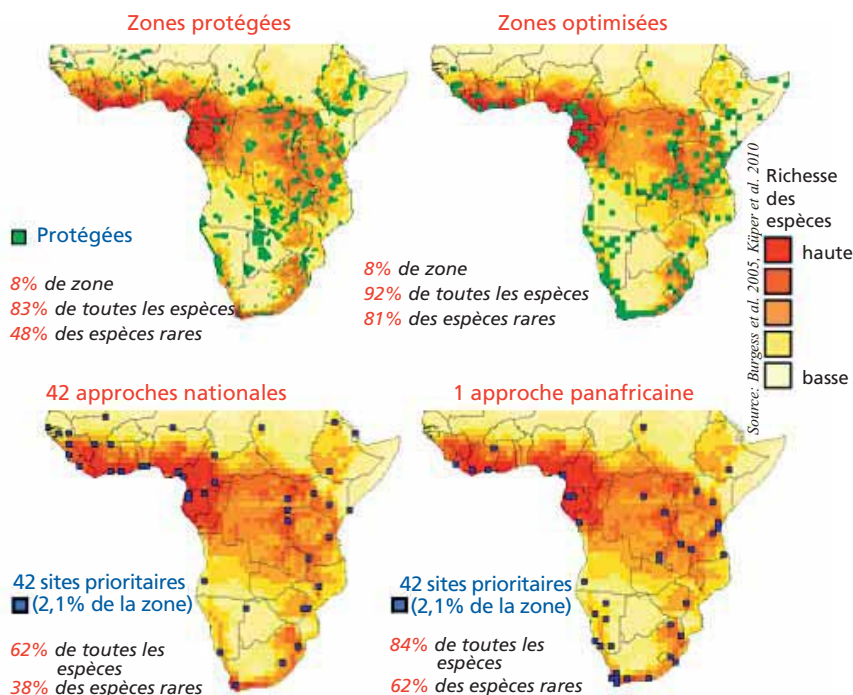 Zones protégées
Protégées
8% de zone
83% de toutes les espèces
48% des espèces rares
Zones optimisées
8% de zone
92% de toutes les espèces
81% des espèces rares
Source: Burgess et al. 2005, Küper et al. 2010
Richesse
des
espèces
haute
basse
42 approches nationales
42 sites prioritaires
(2,1% de la zone)
62% de toutes les
espèces
38% des espèces rares
1 approche panafricaine
42 sites prioritaires
(2,1% de la zone)
84% de toutes les
espèces
62% des espèces rares